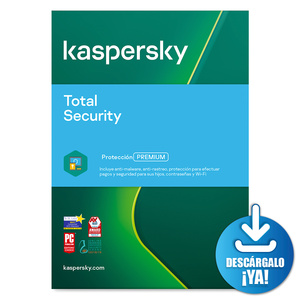 kaspersky
Total
Security
Protección PREMIUM
Incluye anti-malware, anti-rastreo, protección para efectuar
pagos y seguridad para sus hijos, contraseñas y Wi-Fi
PC
kaspersky.com
DESCÁRGALO
¡YA!